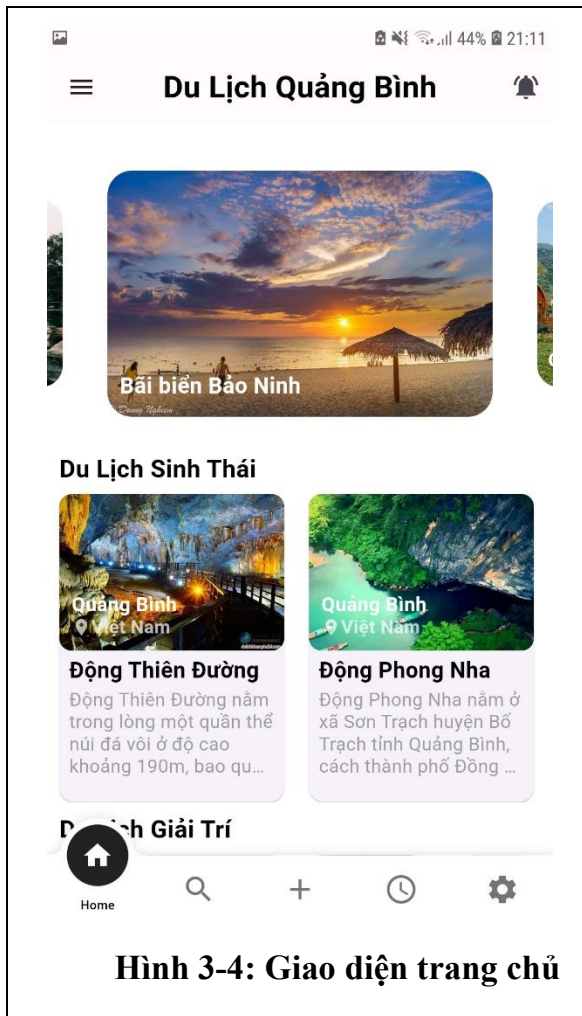 44% 21:11
Du Lịch Quảng Bình
Bãi biển Bảo Ninh
Duong Nghiem
Du Lịch Sinh Thái
Quảng Bình
Việt Nam
Quảng Bình
Việt Nam
Động Thiên Đường
Động Thiên Đường nằm
trong lòng một quần thể
núi đá vôi ở độ cao
khoảng 190m, bao qu...
Động Phong Nha
Động Phong Nha nằm ở
xã Sơn Trạch huyện Bố
Trạch tỉnh Quảng Bình,
cách thành phố Đồng ...
Giải Trí
Home
Hình 3-4: Giao diện trang chủ